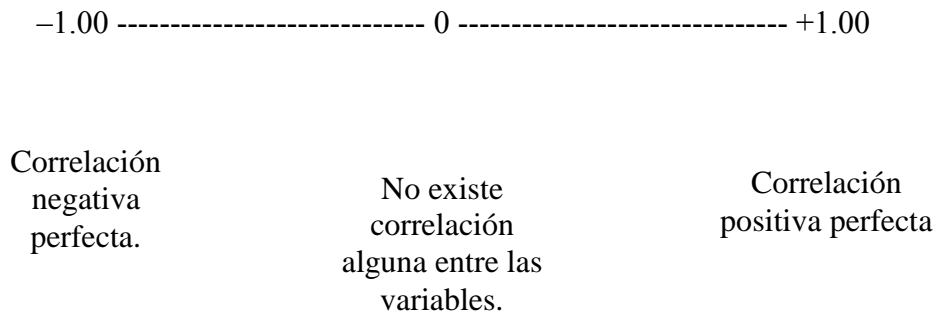 –1.00 ---------------------------- 0 ------------------------------ +1.00
Correlación
negativa
perfecta.
No existe
correlación
alguna entre las
variables.
Correlación
positiva perfecta